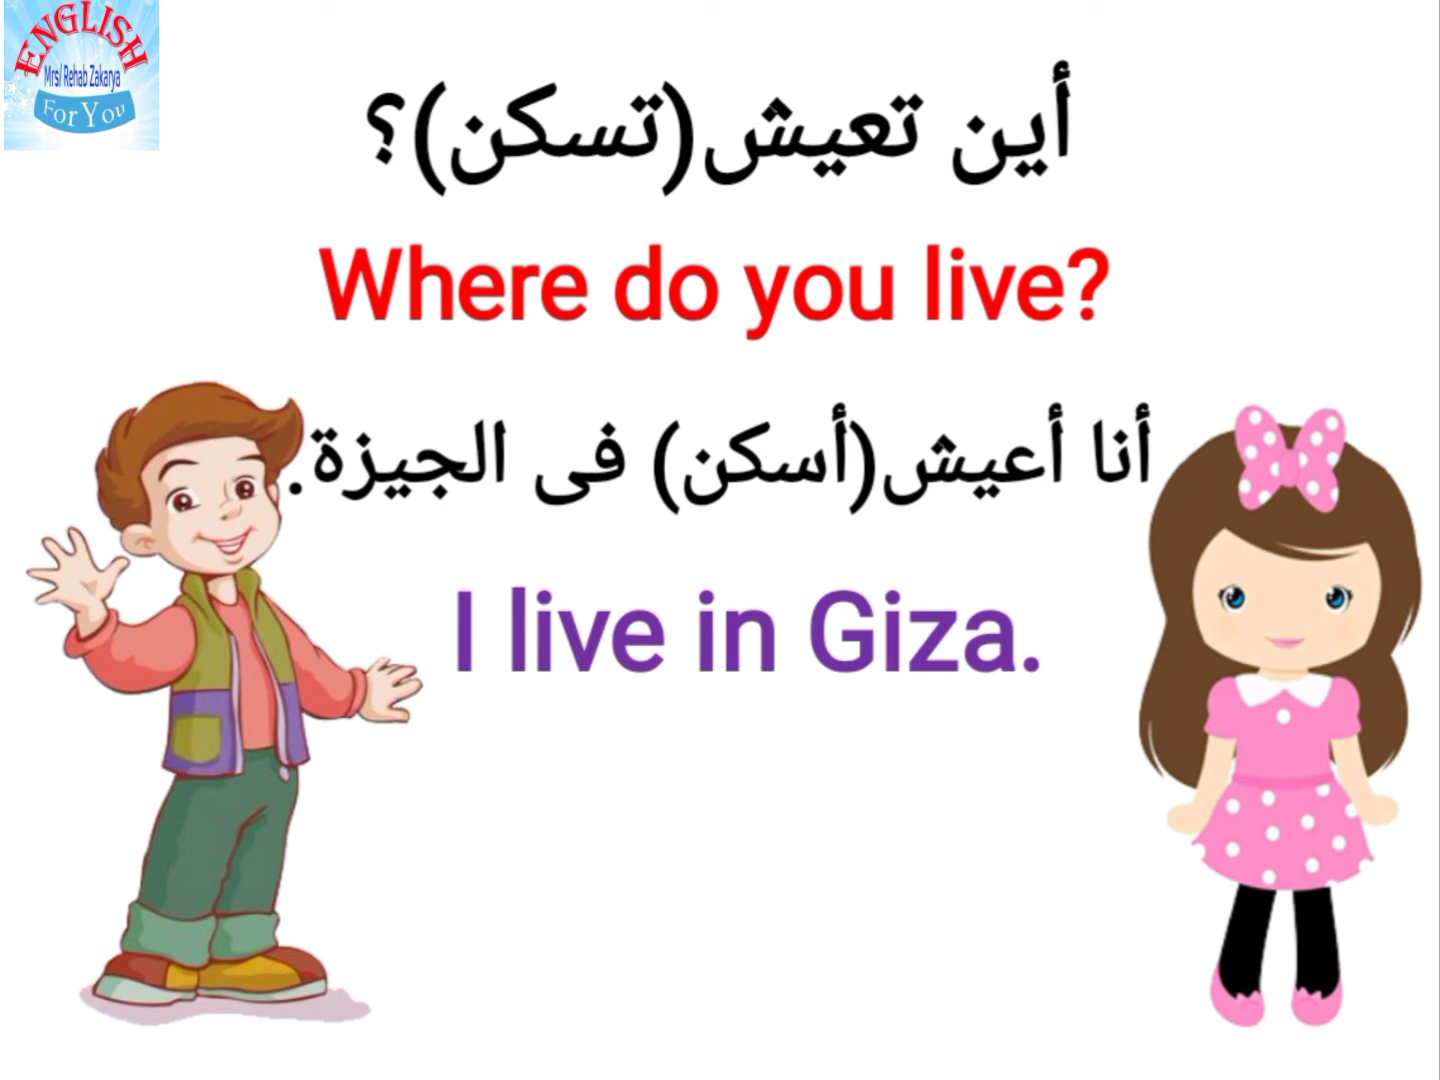 ENGLISH
Mrs/ Rehab Zakarya
For You
أين تعيش(تسكن)؟
Where do you live?
أنا أعيش(أسكن) فى الجيزة.
I live in Giza.